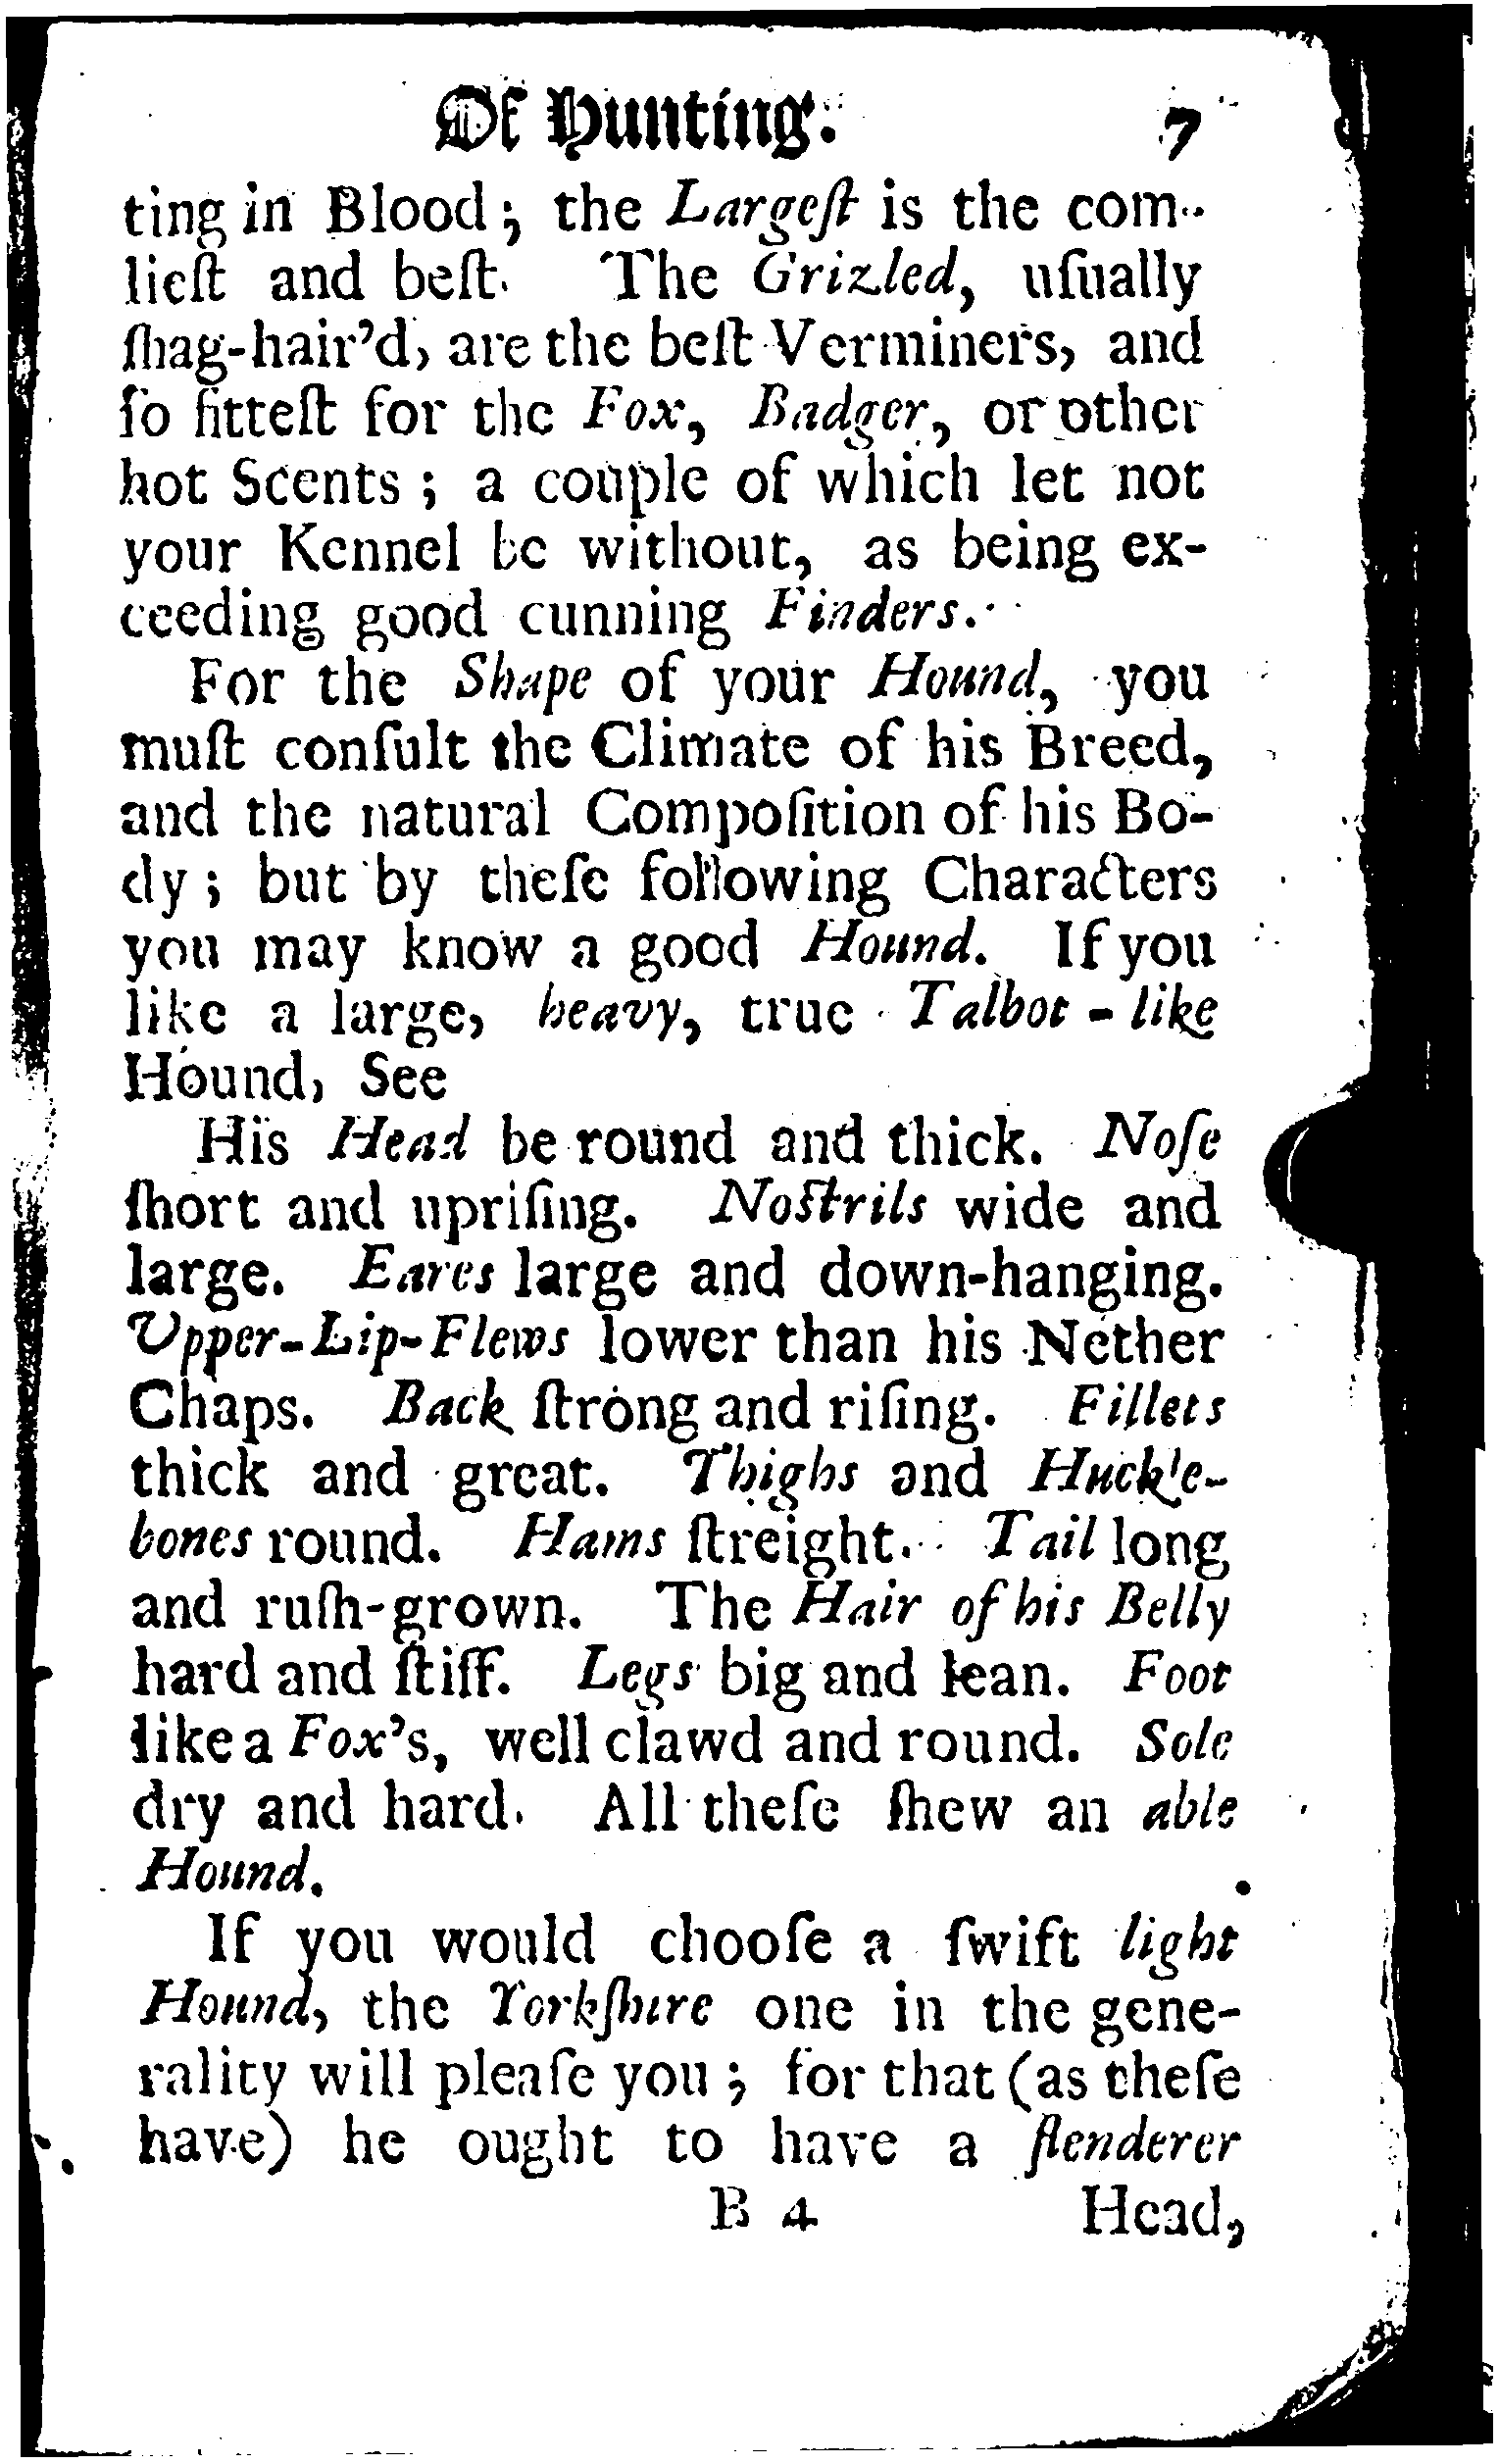 Of Hunting. 7
ting in Blood; the Largeſt is the com-
lieſt and beſt. The Grizled, uſually
ſhag-hair'd, are the beſt Verminers, and
ſo fitteſt for the Fox, Badger, or other
hot Scents; a couple of which let not
your Kennel be without, as being ex-
ceeding good cunning Finders.
For the Shape of your Hound, you
muſt conſult the Climate of his Breed,
and the natural Compoſition of his Bo-
dy; but by theſe following Characters
you may know a good Hound. If you
like a large, heavy, true Talbot-like
Hound, See
His Head be round and thick. Noſe
ſhort and upriſing. Noſtrils wide and
large. Eares large and down-hanging.
Upper-Lip-Flews lower than his Nether
Chaps. Back ſtrong and riſing. Fillets
thick and great. Thighs and Huckle-
bones round. Hams ſtreight. Tail long
and ruſh-grown. The Hair of his Belly
hard and ſtiff. Legs big and lean. Foot
like a Fox's, well clawd and round. Sole
dry and hard. All theſe ſhew an able
Hound.
If you would chooſe a ſwift light
Hound, the Yorkſhire one in the gene-
rality will pleaſe you; for that (as theſe
have) he ought to have a ſlenderer
B 4 Head,